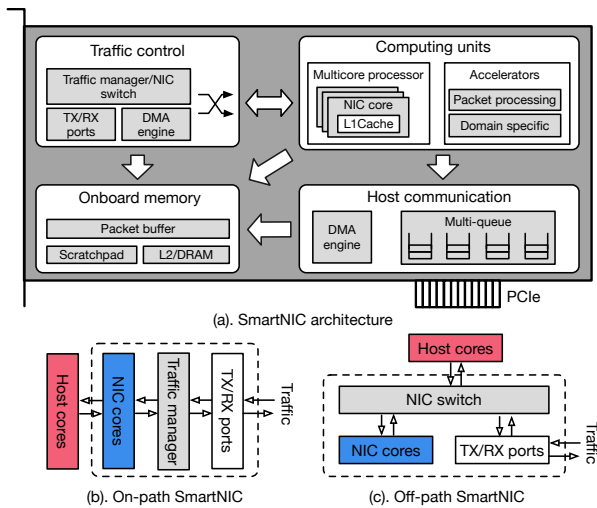 Traffic control
Traffic manager/NIC
switch
TX/RX
ports
DMA
engine
Computing units
Multicore processor
NIC core
L1Cache
Accelerators
Packet processing
Domain specific
Onboard memory
Packet buffer
Scratchpad
L2/DRAM
Host communication
DMA
engine
Multi-queue
PCIe
(a). SmartNIC architecture
Host cores
NIC cores
Traffic manager
TX/RX ports
Traffic
(b). On-path SmartNIC
Host cores
NIC switch
NIC cores
TX/RX ports
Traffic
(c). Off-path SmartNIC